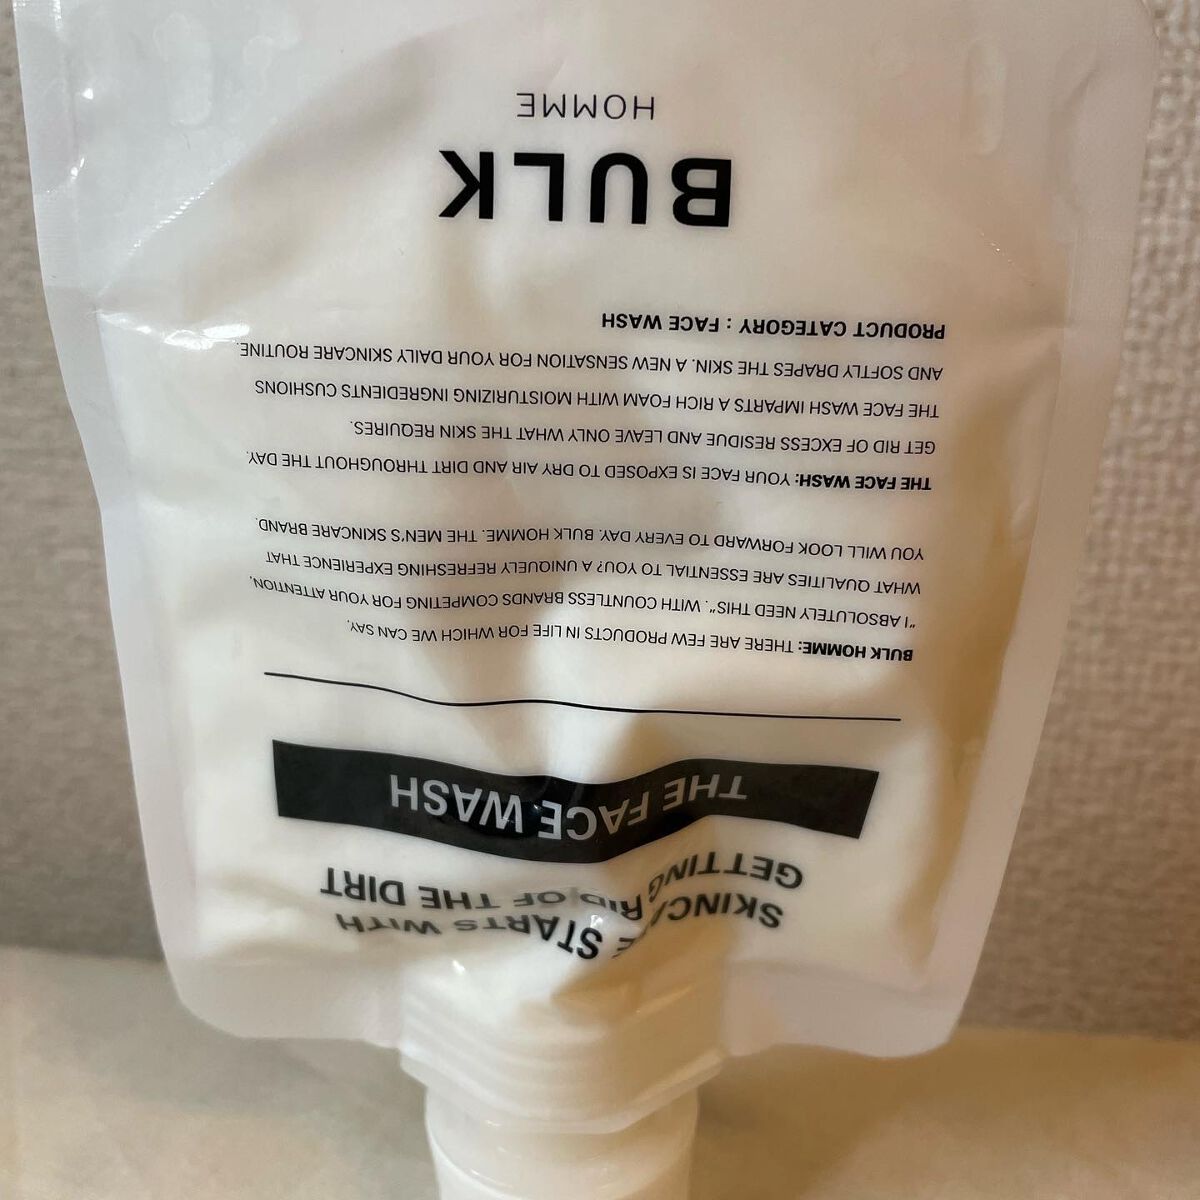 SKINCARE STARTS WITH
GETTING RID OF THE DIRT
THE FACE WASH
BULK HOMME: THERE ARE FEW PRODUCTS IN LIFE FOR WHICH WE CAN SAY,
"I ABSOLUTELY NEED THIS". WITH COUNTLESS BRANDS COMPETING FOR YOUR ATTENTION,
WHAT QUALITIES ARE ESSENTIAL TO YOU? A UNIQUELY REFRESHING EXPERIENCE THAT
YOU WILL LOOK FORWARD TO EVERY DAY. BULK HOMME. THE MEN'S SKINCARE BRAND.
THE FACE WASH: YOUR FACE IS EXPOSED TO DRY AIR AND DIRT THROUGHOUT THE DAY.
GET RID OF EXCESS RESIDUE AND LEAVE ONLY WHAT THE SKIN REQUIRES.
THE FACE WASH IMPARTS A RICH FOAM WITH MOISTURIZING INGREDIENTS CUSHIONS
AND SOFTLY DRAPES THE SKIN. A NEW SENSATION FOR YOUR DAILY SKINCARE ROUTINE.
PRODUCT CATEGORY : FACE WASH
BULK
HOMME